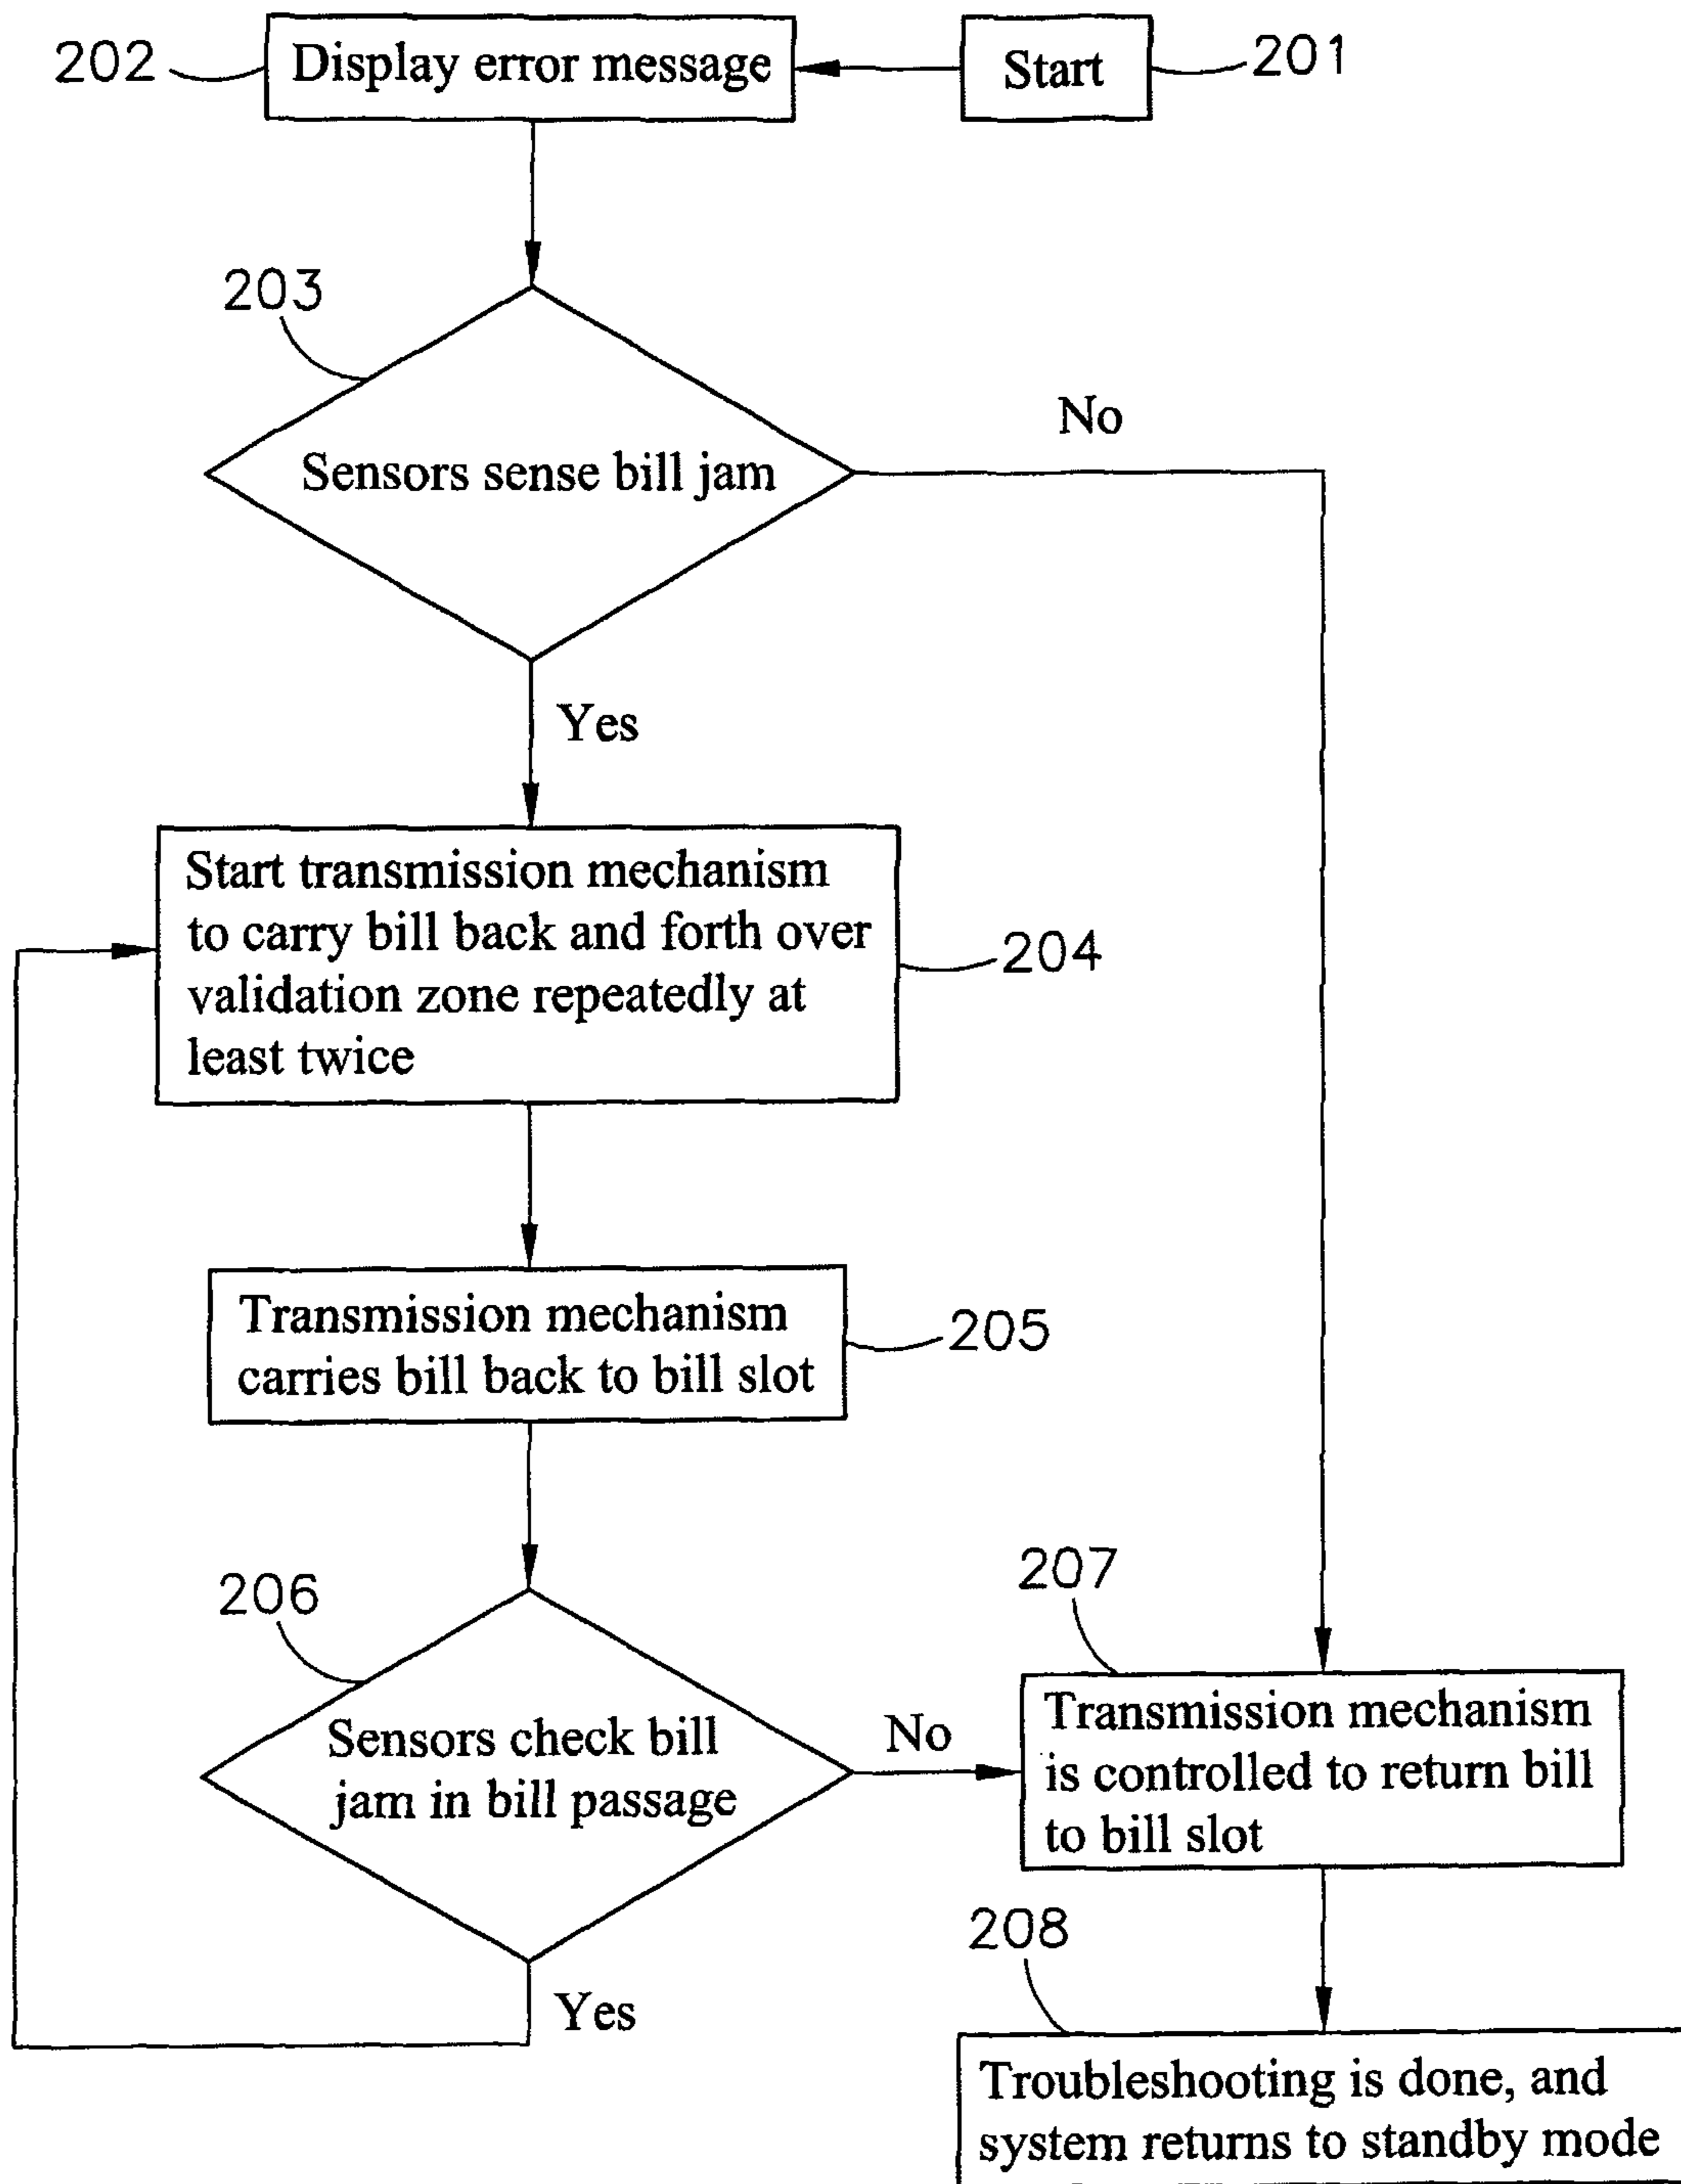 202
Display error message
Start
201
203
Sensors sense bill jam
No
Yes
Start transmission mechanism
to carry bill back and forth over
validation zone repeatedly at
least twice
204
Transmission mechanism
carries bill back to bill slot
205
206
Sensors check bill
jam in bill passage
No
Yes
207
Transmission mechanism
is controlled to return bill
to bill slot
208
Troubleshooting is done, and
system returns to standby mode